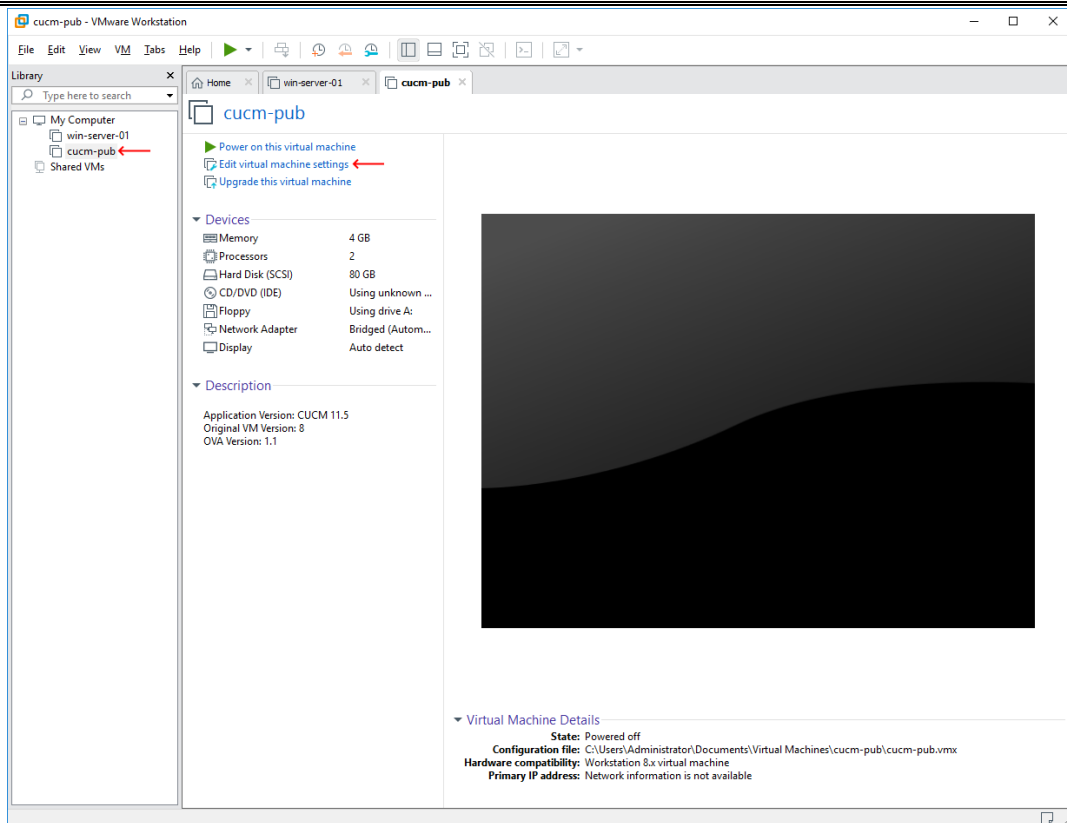 cucm-pub - VMware Workstation
File Edit View VM Tabs Help
Library
Type here to search
My Computer
win-server-01
cucm-pub
Shared VMs
Home
win-server-01
cucm-pub
cucm-pub
Power on this virtual machine
Edit virtual machine settings
Upgrade this virtual machine
Devices
Memory 4 GB
Processors 2
Hard Disk (SCSI) 80 GB
CD/DVD (IDE) Using unknown ...
Floppy Using drive A:
Network Adapter Bridged (Autom...
Display Auto detect
Description
Application Version: CUCM 11.5
Original VM Version: 8
OVA Version: 1.1
Virtual Machine Details
State: Powered off
Configuration file: C:\Users\Administrator\Documents\Virtual Machines\cucm-pub\cucm-pub.vmx
Hardware compatibility: Workstation 8.x virtual machine
Primary IP address: Network information is not available